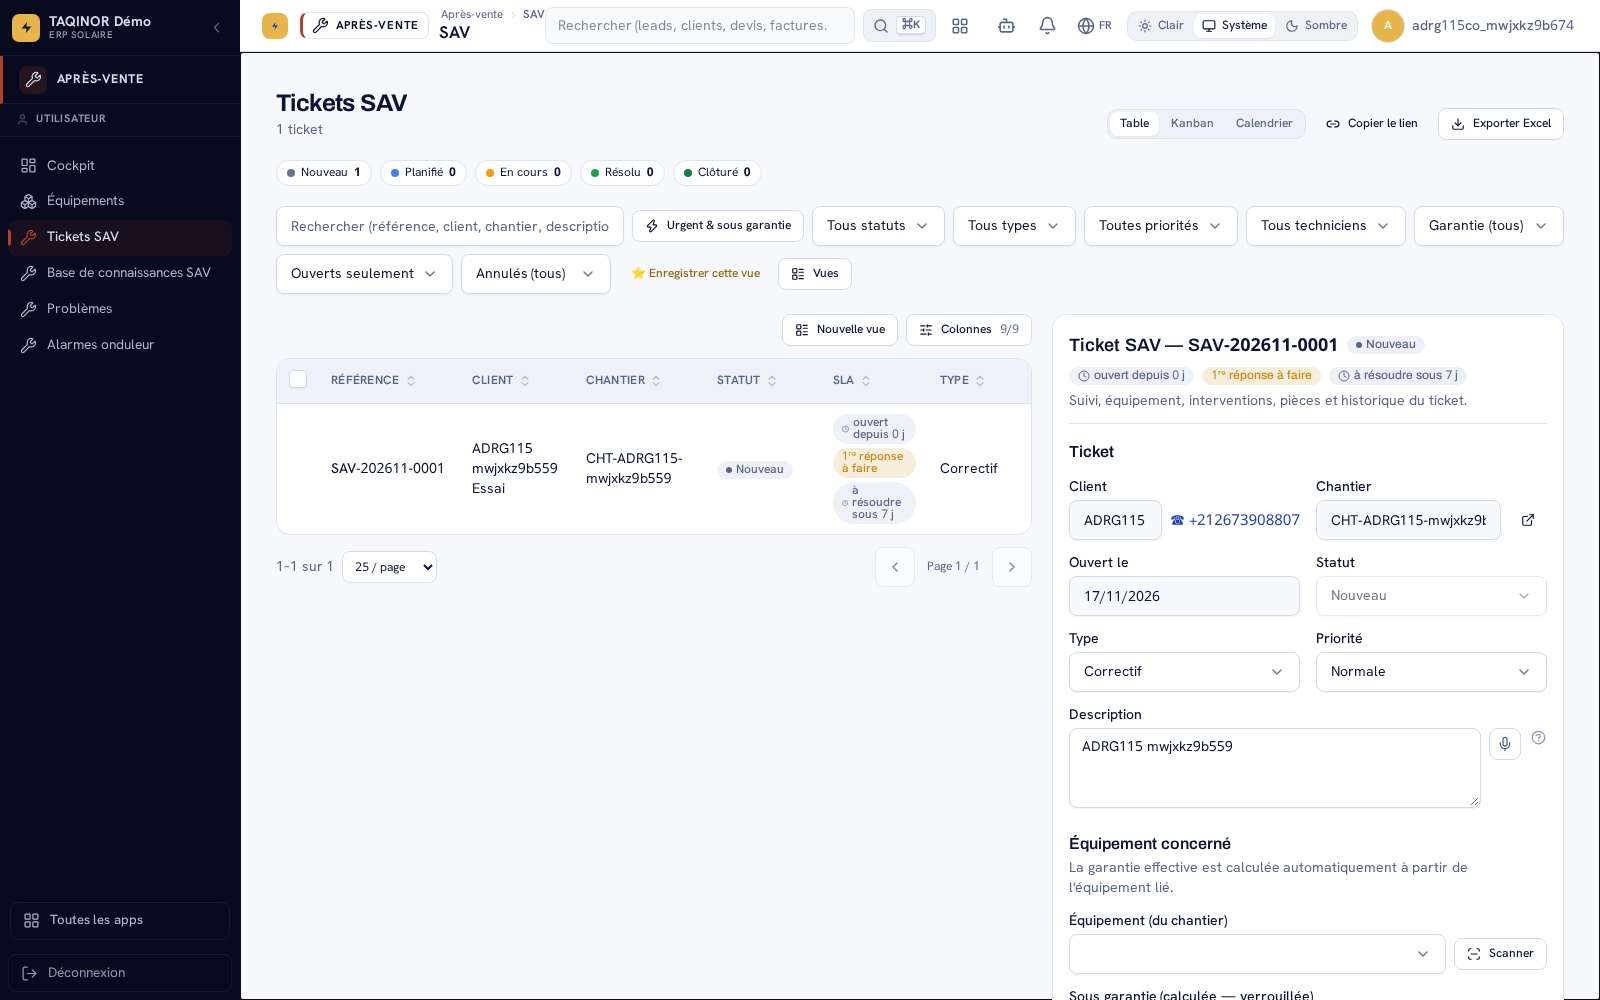 TAQINOR Démo
ERP SOLAIRE
APRÈS-VENTE
UTILISATEUR
Cockpit
Équipements
Tickets SAV
Base de connaissances SAV
Problèmes
Alarmes onduleur
Toutes les apps
Déconnexion
APRÈS-VENTE
Après-vente › SAV
SAV
Rechercher (leads, clients, devis, factures.
⌘K
FR
Clair
Système
Sombre
A
adrg115co_mwjxkz9b674
Tickets SAV
1 ticket
Table
Kanban
Calendrier
Copier le lien
Exporter Excel
Nouveau 1
Planifié 0
En cours 0
Résolu 0
Clôturé 0
Rechercher (référence, client, chantier, descriptio
Urgent & sous garantie
Tous statuts
Tous types
Toutes priorités
Tous techniciens
Garantie (tous)
Ouverts seulement
Annulés (tous)
⭐ Enregistrer cette vue
Vues
Nouvelle vue
Colonnes 9/9
RÉFÉRENCE
CLIENT
CHANTIER
STATUT
SLA
TYPE
SAV-202611-0001
ADRG115
mwjxkz9b559
Essai
CHT-ADRG115-
mwjxkz9b559
Nouveau
ouvert
depuis 0 j
1ʳᵉ réponse
à faire
à
résoudre
sous 7 j
Correctif
1–1 sur 1
25 / page
Page 1 / 1
Ticket SAV — SAV-202611-0001
Nouveau
ouvert depuis 0 j
1ʳᵉ réponse à faire
à résoudre sous 7 j
Suivi, équipement, interventions, pièces et historique du ticket.
Ticket
Client
Chantier
ADRG115
☎ +212673908807
CHT-ADRG115-mwjxkz9b
Ouvert le
Statut
17/11/2026
Nouveau
Type
Priorité
Correctif
Normale
Description
ADRG115 mwjxkz9b559
Équipement concerné
La garantie effective est calculée automatiquement à partir de
l'équipement lié.
Équipement (du chantier)
Scanner
Sous garantie (calculée — verrouillée)